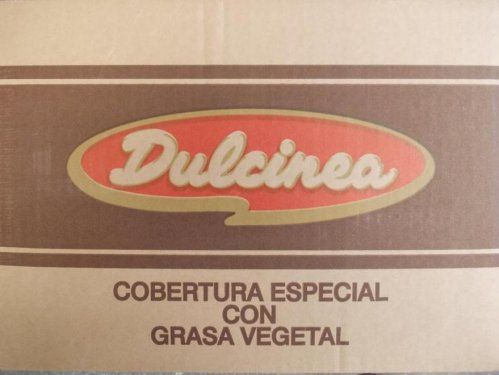 Dulcinea
COBERTURA ESPECIAL
CON
GRASA VEGETAL